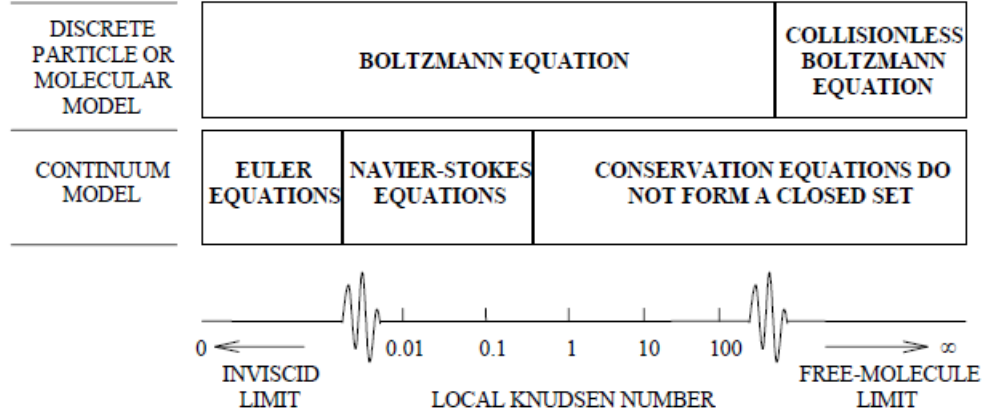 DISCRETE
PARTICLE OR
MOLECULAR
MODEL
BOLTZMANN EQUATION
COLLISIONLESS
BOLTZMANN
EQUATION
CONTINUUM
MODEL
EULER
EQUATIONS
NAVIER-STOKES
EQUATIONS
CONSERVATION EQUATIONS DO
NOT FORM A CLOSED SET
0 0.01 0.1 1 10 100 ∞
INVISCID
LIMIT
LOCAL KNUDSEN NUMBER
FREE-MOLECULE
LIMIT